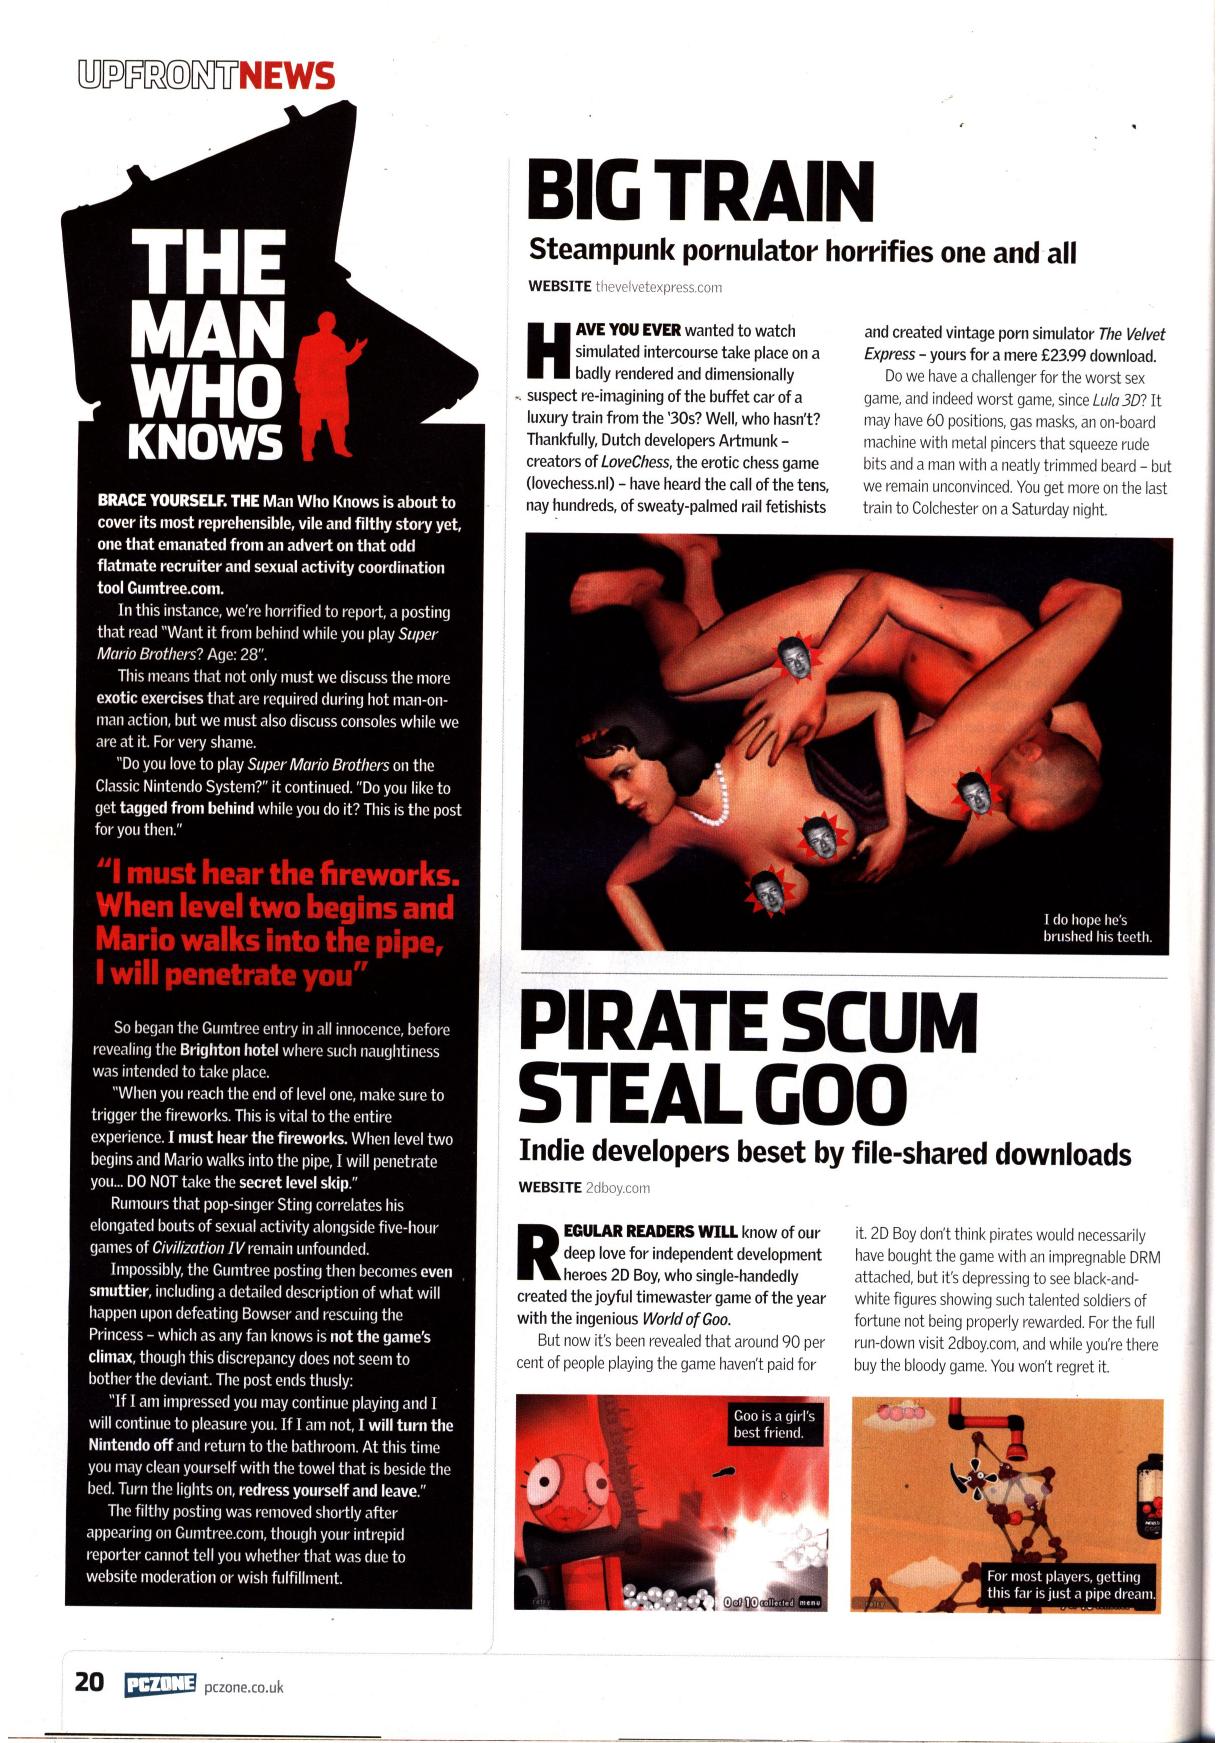 UPFRONTNEWS
THE
MAN
WHO
KNOWS
BRACE YOURSELF. THE Man Who Knows is about to
cover its most reprehensible, vile and filthy story yet,
one that emanated from an advert on that odd
flatmate recruiter and sexual activity coordination
tool Gumtree.com.
In this instance, we're horrified to report, a posting
that read "Want it from behind while you play Super
Mario Brothers? Age: 28".
This means that not only must we discuss the more
exotic exercises that are required during hot man-on-
man action, but we must also discuss consoles while we
are at it. For very shame.
"Do you love to play Super Mario Brothers on the
Classic Nintendo System?" it continued. "Do you like to
get tagged from behind while you do it? This is the post
for you then."
"I must hear the fireworks.
When level two begins and
Mario walks into the pipe,
I will penetrate you"
So began the Gumtree entry in all innocence, before
revealing the Brighton hotel where such naughtiness
was intended to take place.
"When you reach the end of level one, make sure to
trigger the fireworks. This is vital to the entire
experience. I must hear the fireworks. When level two
begins and Mario walks into the pipe, I will penetrate
you... DO NOT take the secret level skip."
Rumours that pop-singer Sting correlates his
elongated bouts of sexual activity alongside five-hour
games of Civilization IV remain unfounded.
Impossibly, the Gumtree posting then becomes even
smuttier, including a detailed description of what will
happen upon defeating Bowser and rescuing the
Princess – which as any fan knows is not the game's
climax, though this discrepancy does not seem to
bother the deviant. The post ends thusly:
"If I am impressed you may continue playing and I
will continue to pleasure you. If I am not, I will turn the
Nintendo off and return to the bathroom. At this time
you may clean yourself with the towel that is beside the
bed. Turn the lights on, redress yourself and leave."
The filthy posting was removed shortly after
appearing on Gumtree.com, though your intrepid
reporter cannot tell you whether that was due to
website moderation or wish fulfillment.
BIG TRAIN
Steampunk pornulator horrifies one and all
WEBSITE thevelvetexpress.com
HAVE YOU EVER wanted to watch
simulated intercourse take place on a
badly rendered and dimensionally
suspect re-imagining of the buffet car of a
luxury train from the '30s? Well, who hasn't?
Thankfully, Dutch developers Artmunk –
creators of LoveChess, the erotic chess game
(lovechess.nl) – have heard the call of the tens,
nay hundreds, of sweaty-palmed rail fetishists
and created vintage porn simulator The Velvet
Express – yours for a mere £23.99 download.
Do we have a challenger for the worst sex
game, and indeed worst game, since Lula 3D? It
may have 60 positions, gas masks, an on-board
machine with metal pincers that squeeze rude
bits and a man with a neatly trimmed beard – but
we remain unconvinced. You get more on the last
train to Colchester on a Saturday night.
I do hope he's
brushed his teeth.
PIRATE SCUM
STEAL GOO
Indie developers beset by file-shared downloads
WEBSITE 2dboy.com
REGULAR READERS WILL know of our
deep love for independent development
heroes 2D Boy, who single-handedly
created the joyful timewaster game of the year
with the ingenious World of Goo.
But now it's been revealed that around 90 per
cent of people playing the game haven't paid for
it. 2D Boy don't think pirates would necessarily
have bought the game with an impregnable DRM
attached, but it's depressing to see black-and-
white figures showing such talented soldiers of
fortune not being properly rewarded. For the full
run-down visit 2dboy.com, and while you're there
buy the bloody game. You won't regret it.
Goo is a girl's
best friend.
retry
0 of 10 collected menu
For most players, getting
this far is just a pipe dream.
retry
20 PCZONE pczone.co.uk